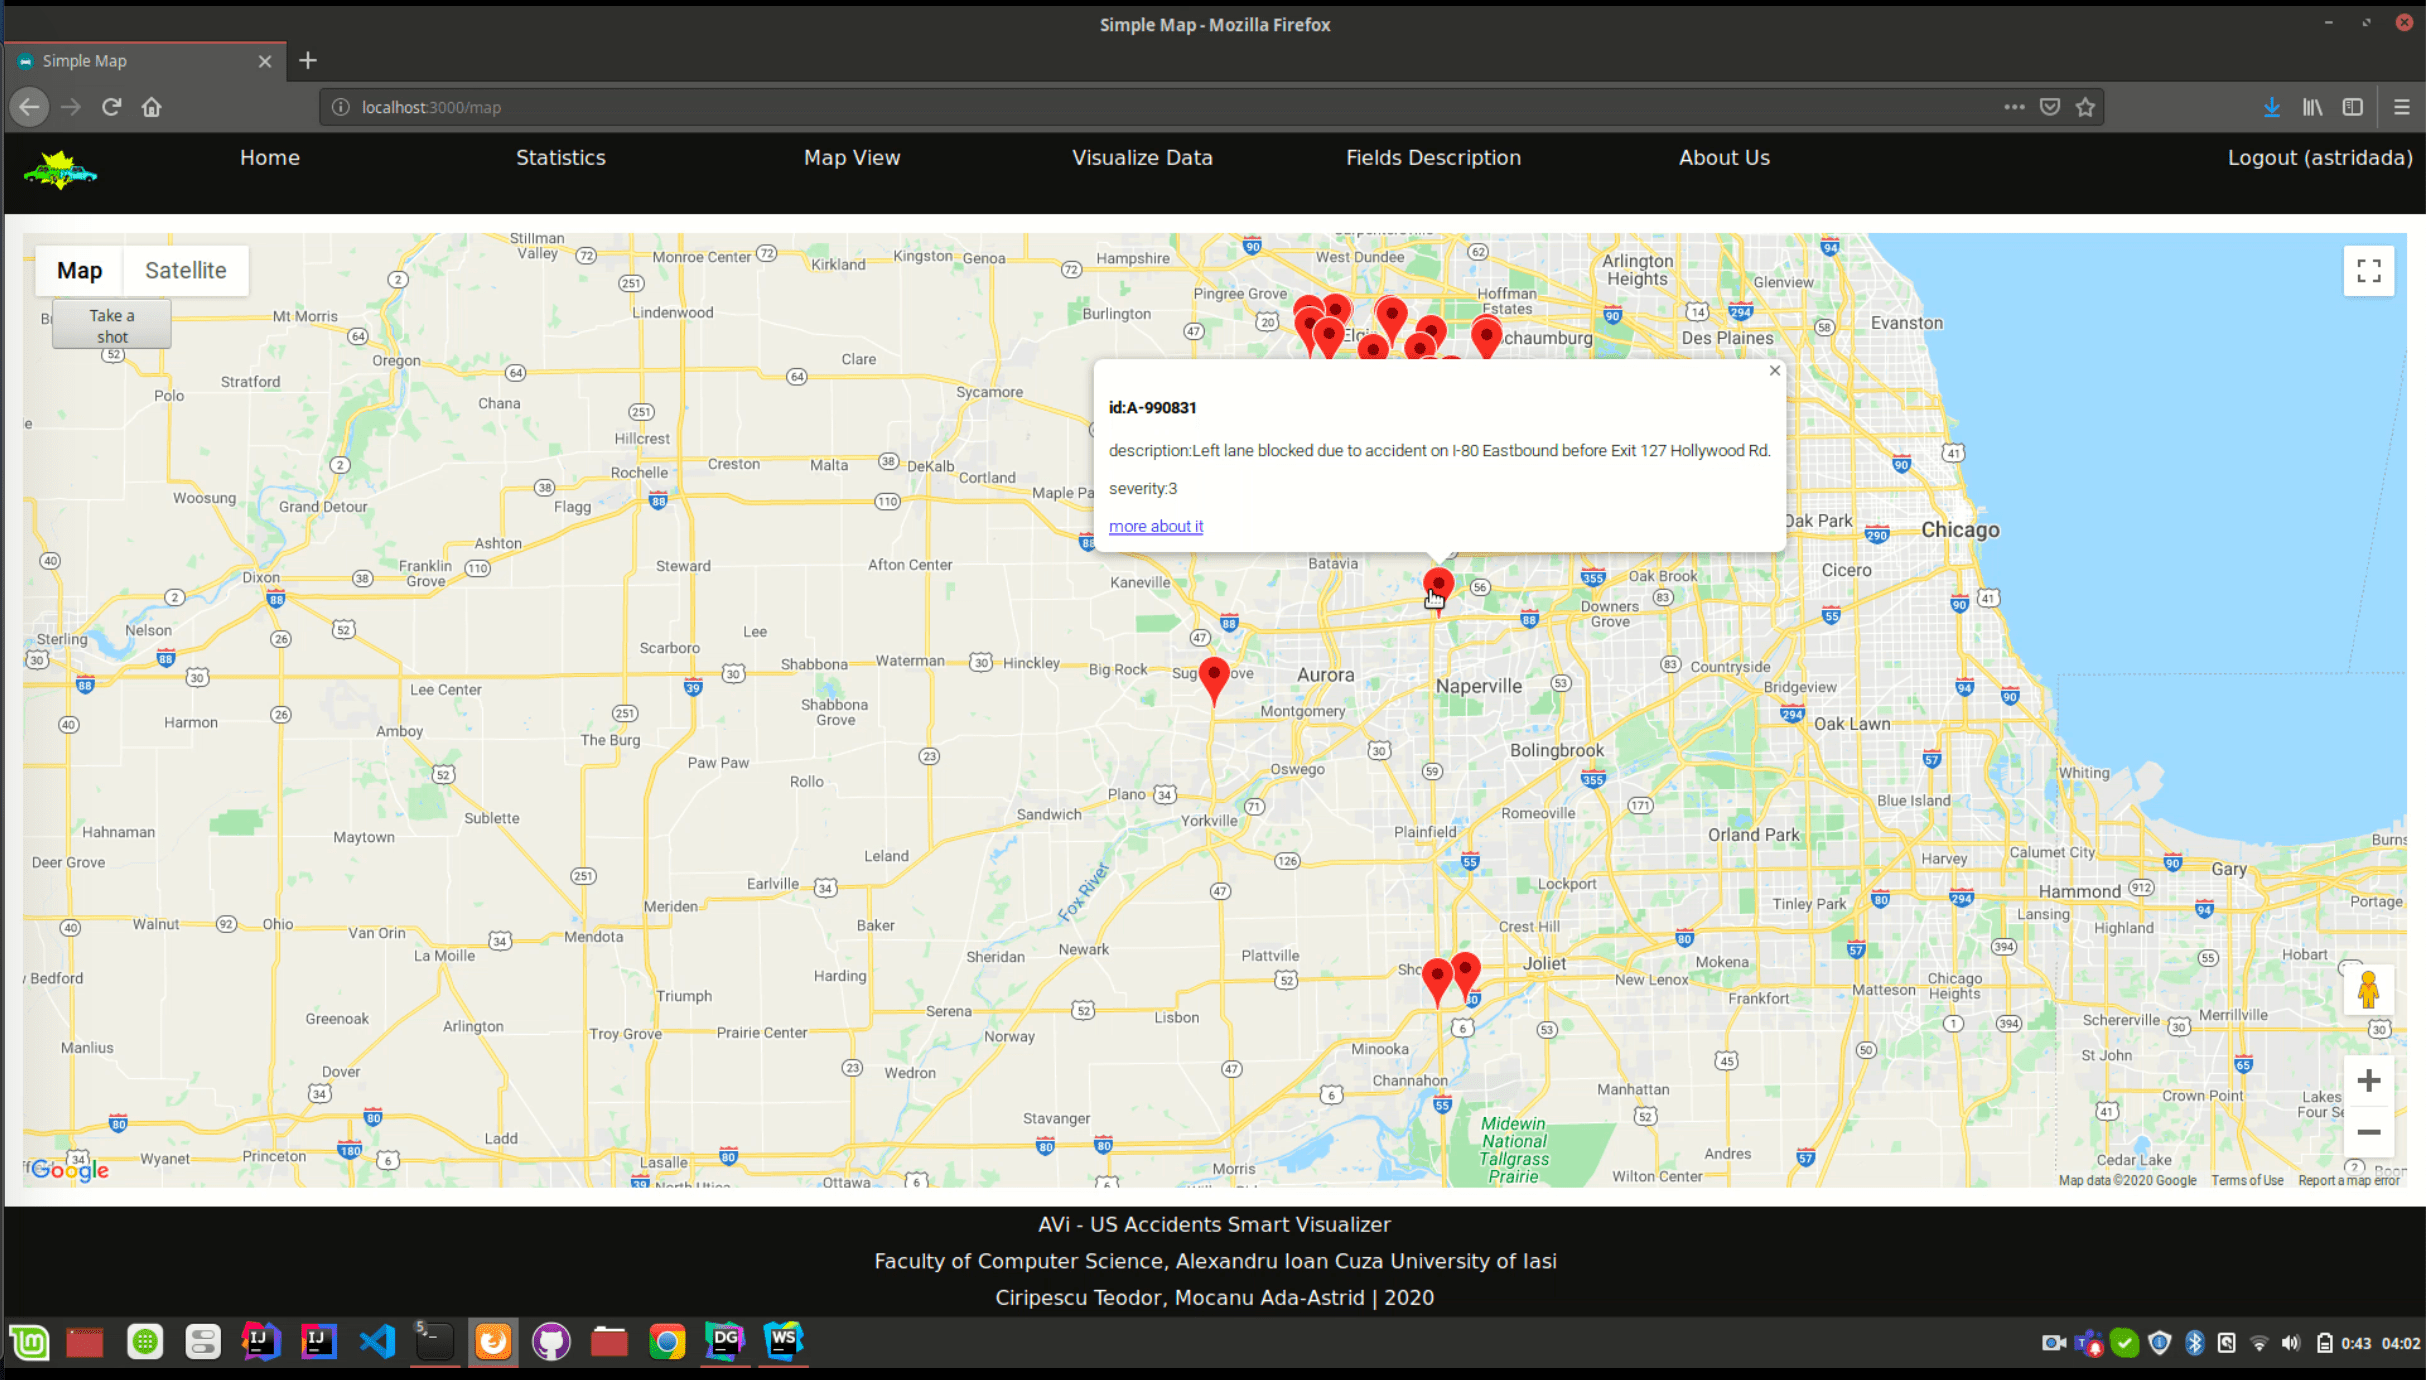 Simple Map - Mozilla Firefox
Simple Map
localhost:3000/map
Home Statistics Map View Visualize Data Fields Description About Us Logout (astridada)
Map Satellite
Take a
shot
Stillman
Valley
Monroe Center
Kirkland
Kingston
Genoa
Hampshire
West Dundee
Arlington
Heights
Glenview
Pingree Grove
Hoffman
Estates
Evanston
Mt Morris
Lindenwood
Burlington
chaumburg
Des Plaines
Oregon
Clare
Stratford
Polo
Chana
Sycamore
Hillcrest
Rochelle
Creston
Malta
DeKalb
Cortland
Maple Pa
Woosung
Grand Detour
Flagg
id:A-990831
description:Left lane blocked due to accident on I-80 Eastbound before Exit 127 Hollywood Rd.
severity:3
more about it
Oak Park
Chicago
Ashton
Franklin
Grove
Dixon
Steward
Afton Center
Kaneville
Batavia
Oak Brook
Cicero
Downers
Grove
Sterling
Nelson
Lee
Scarboro
Shabbona
Waterman
Hinckley
Big Rock
Sug ove
Aurora
Naperville
Countryside
Bridgeview
Lee Center
Shabbona
Grove
Montgomery
Oak Lawn
Harmon
Amboy
The Burg
Paw Paw
Rollo
Bolingbrook
Oswego
Whiting
Plano
Sandwich
Yorkville
Romeoville
Blue Island
Hahnaman
Maytown
Sublette
Plainfield
Orland Park
Burns
Deer Grove
Leland
Earlville
Harvey
Calumet City
Gary
Lockport
Hammond
Meriden
Fox River
Tinley Park
Lansing
Portage
Walnut
Ohio
Van Orin
Mendota
Baker
Crest Hill
Highland
La Moille
Sheridan
Newark
Plattville
Sho
Joliet
Mokena
Hobart
Bedford
Harding
New Lenox
Matteson
Chicago
Heights
Triumph
Frankfort
Greenoak
Arlington
Troy Grove
Prairie Center
Serena
Lisbon
Norway
Schererville
Merrillville
Manlius
Minooka
St John
Dover
Wedron
Channahon
Manhattan
Crown Point
Lakes
Four Se
Stavanger
Midewin
National
Tallgrass
Prairie
Ladd
Wyanet
Princeton
Lasalle
Ottawa
Morris
Wilton Center
Andres
Cedar Lake
Google
Map data ©2020 Google Terms of Use Report a map error
AVi - US Accidents Smart Visualizer
Faculty of Computer Science, Alexandru Ioan Cuza University of Iasi
Ciripescu Teodor, Mocanu Ada-Astrid | 2020
0:43 04:02